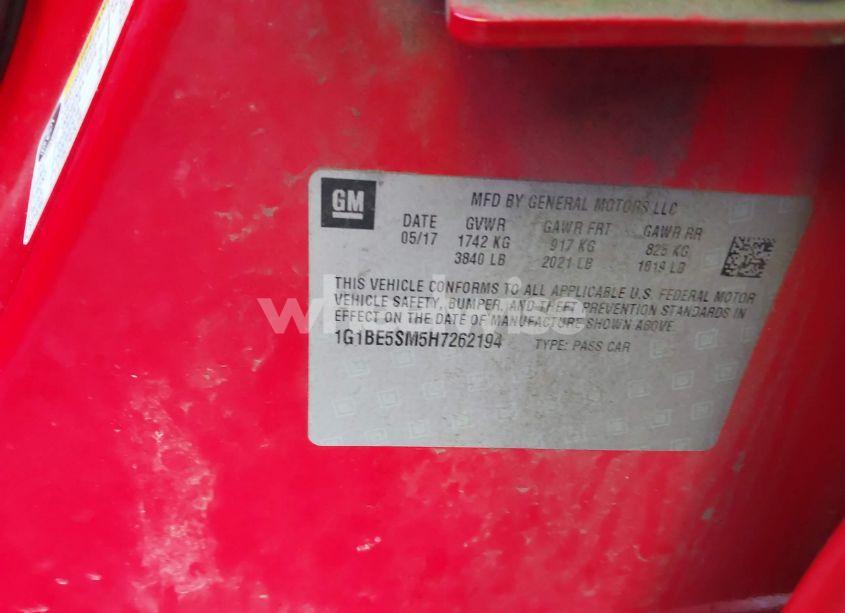 GM
MFD BY GENERAL MOTORS LLC
DATE GVWR GAWR FRT GAWR RR
05/17 1742 KG 917 KG 825 KG
3840 LB 2021 LB 1819 LB
THIS VEHICLE CONFORMS TO ALL APPLICABLE U.S. FEDERAL MOTOR
VEHICLE SAFETY, BUMPER, AND THEFT PREVENTION STANDARDS IN
EFFECT ON THE DATE OF MANUFACTURE SHOWN ABOVE.
1G1BE5SM5H7262194 TYPE: PASS CAR